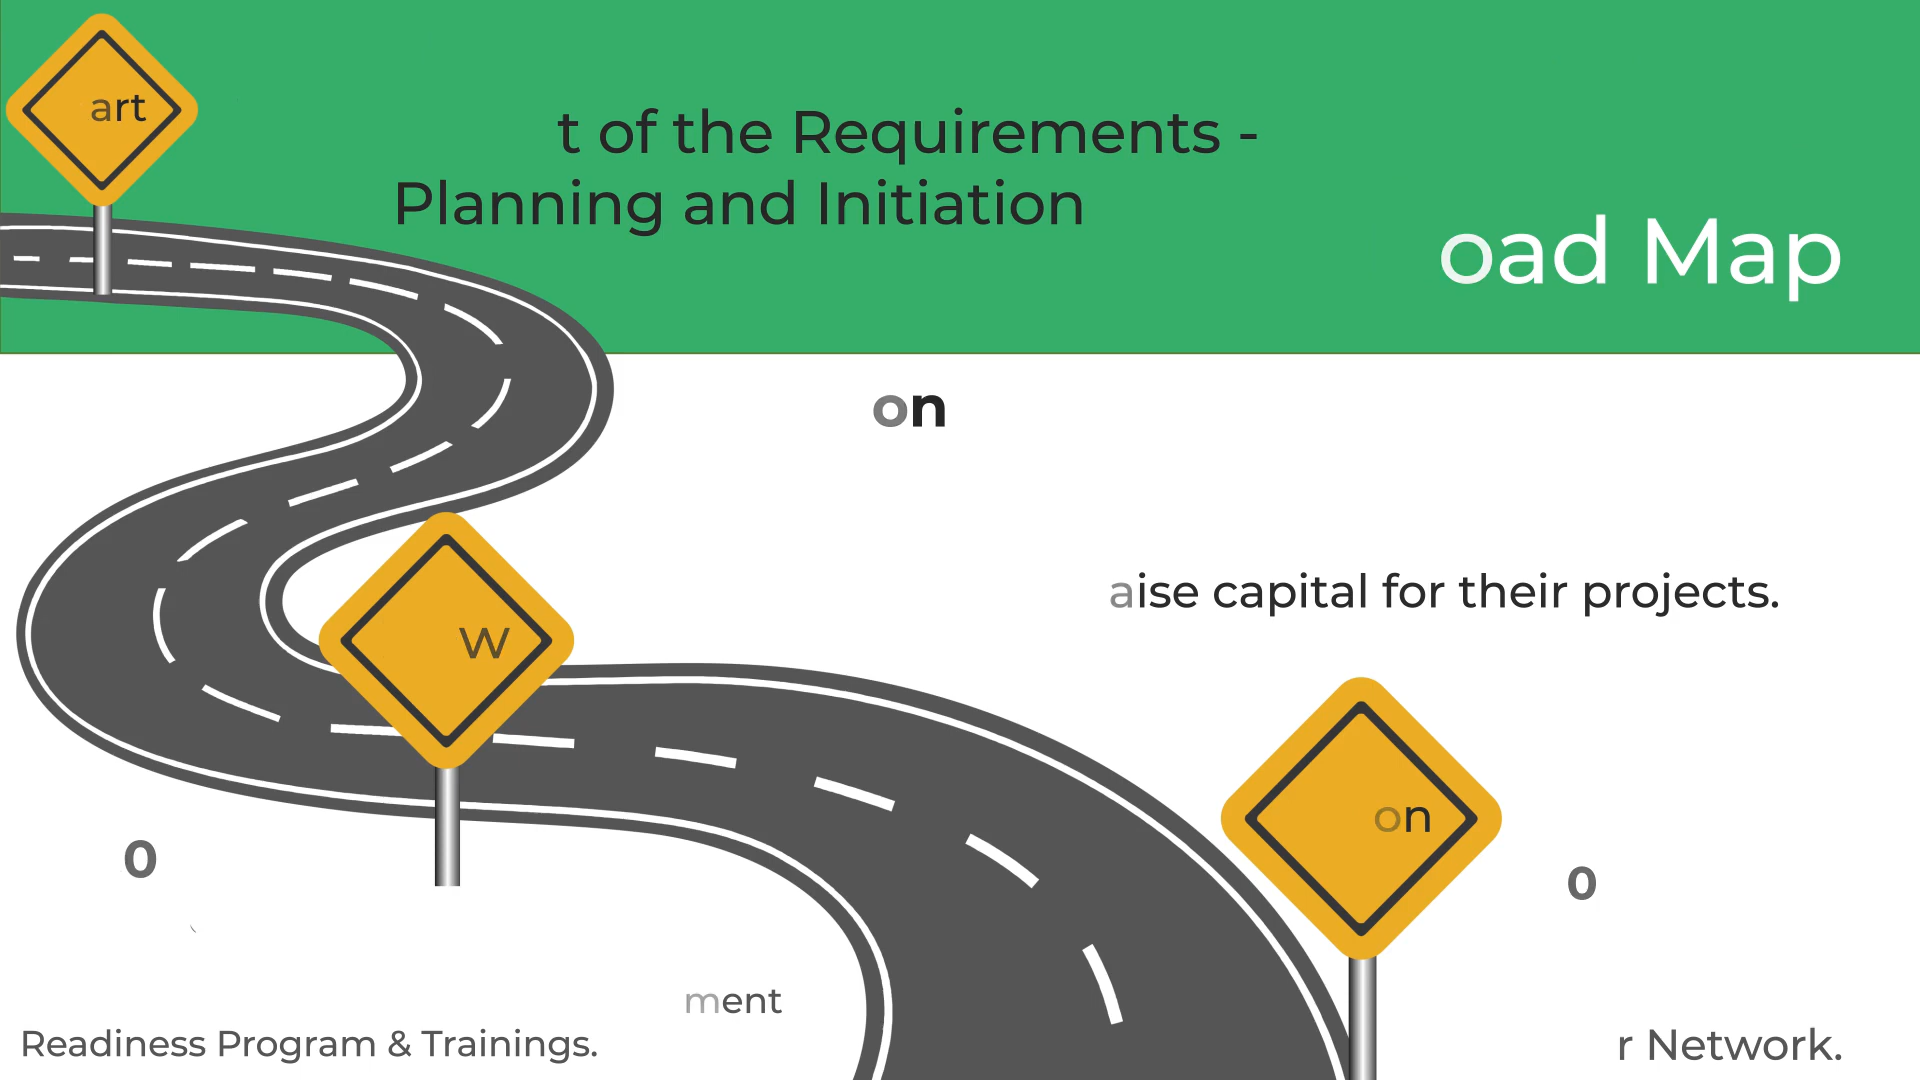 art
t of the Requirements -
Planning and Initiation
oad Map
on
aise capital for their projects.
W
on
0
0
ment
Readiness Program & Trainings.
r Network.